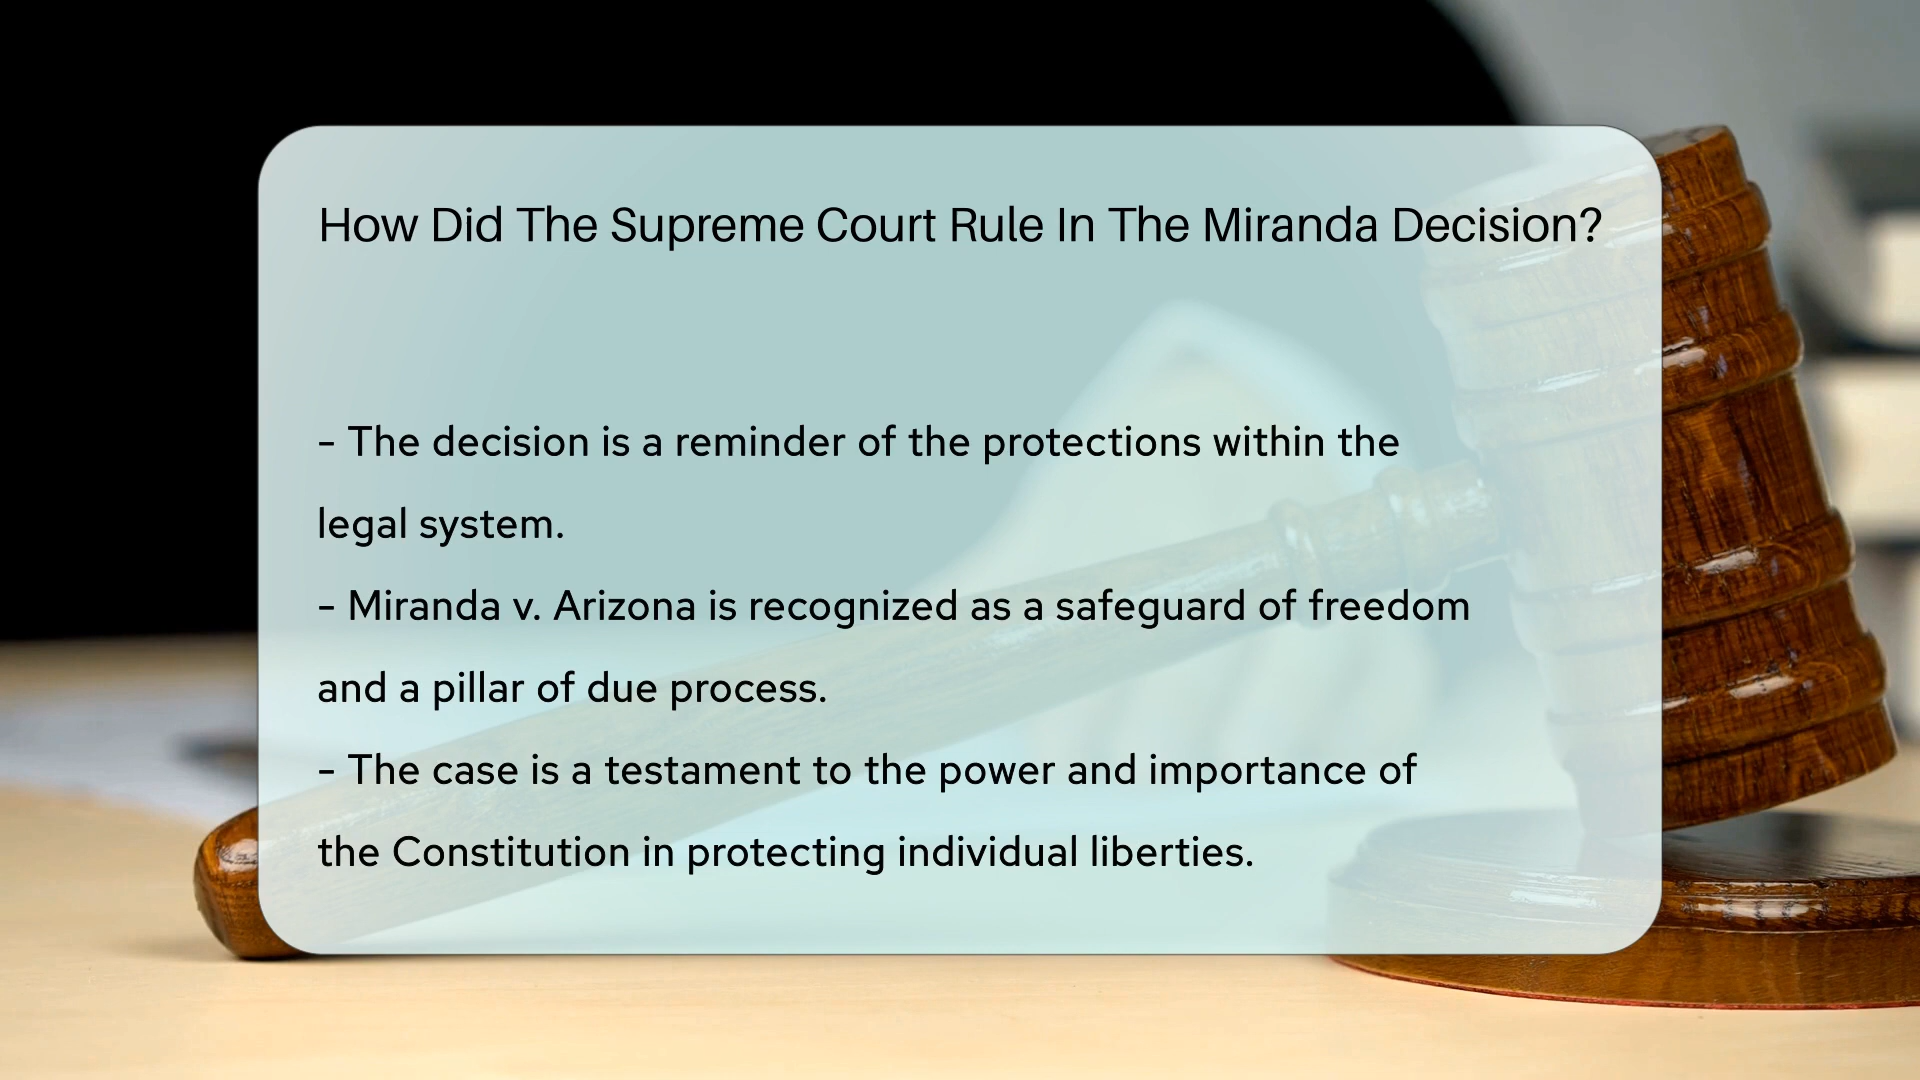 How Did The Supreme Court Rule In The Miranda Decision?
- The decision is a reminder of the protections within the
legal system.
- Miranda v. Arizona is recognized as a safeguard of freedom
and a pillar of due process.
- The case is a testament to the power and importance of
the Constitution in protecting individual liberties.